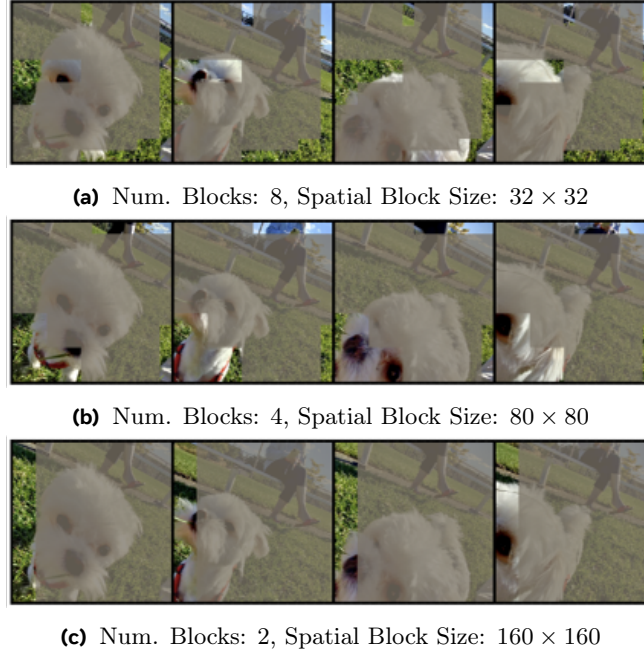 (a) Num. Blocks: 8, Spatial Block Size: 32 × 32
(b) Num. Blocks: 4, Spatial Block Size: 80 × 80
(c) Num. Blocks: 2, Spatial Block Size: 160 × 160